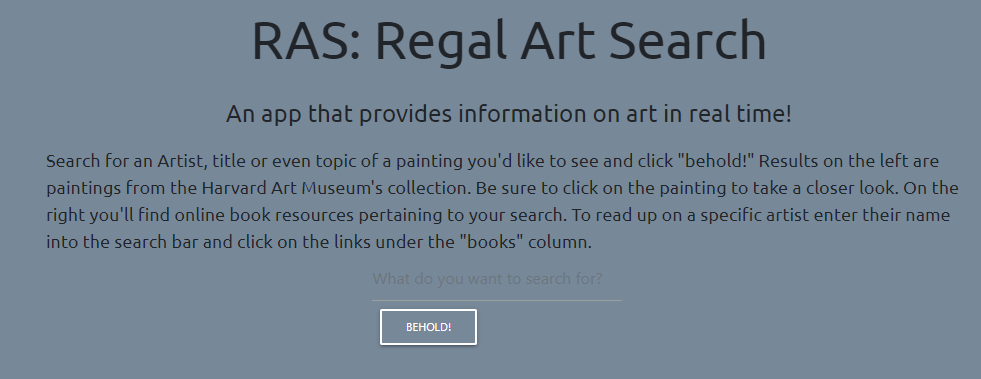 RAS: Regal Art Search
An app that provides information on art in real time!
Search for an Artist, title or even topic of a painting you'd like to see and click "behold!" Results on the left are
paintings from the Harvard Art Museum's collection. Be sure to click on the painting to take a closer look. On the
right you'll find online book resources pertaining to your search. To read up on a specific artist enter their name
into the search bar and click on the links under the "books" column.
What do you want to search for?
BEHOLD!